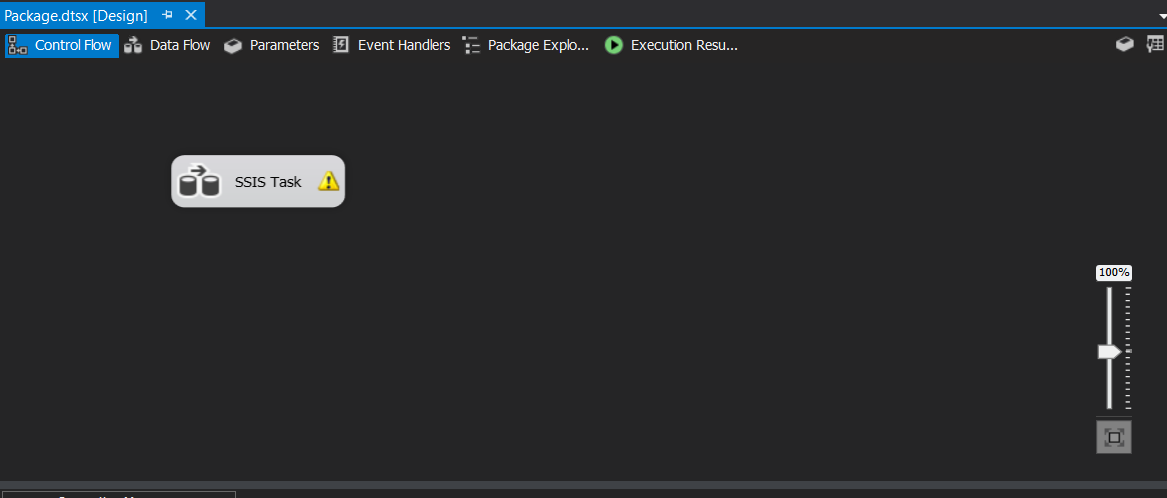 Package.dtsx [Design]
Control Flow Data Flow Parameters Event Handlers Package Explo... Execution Resu...
SSIS Task
100%